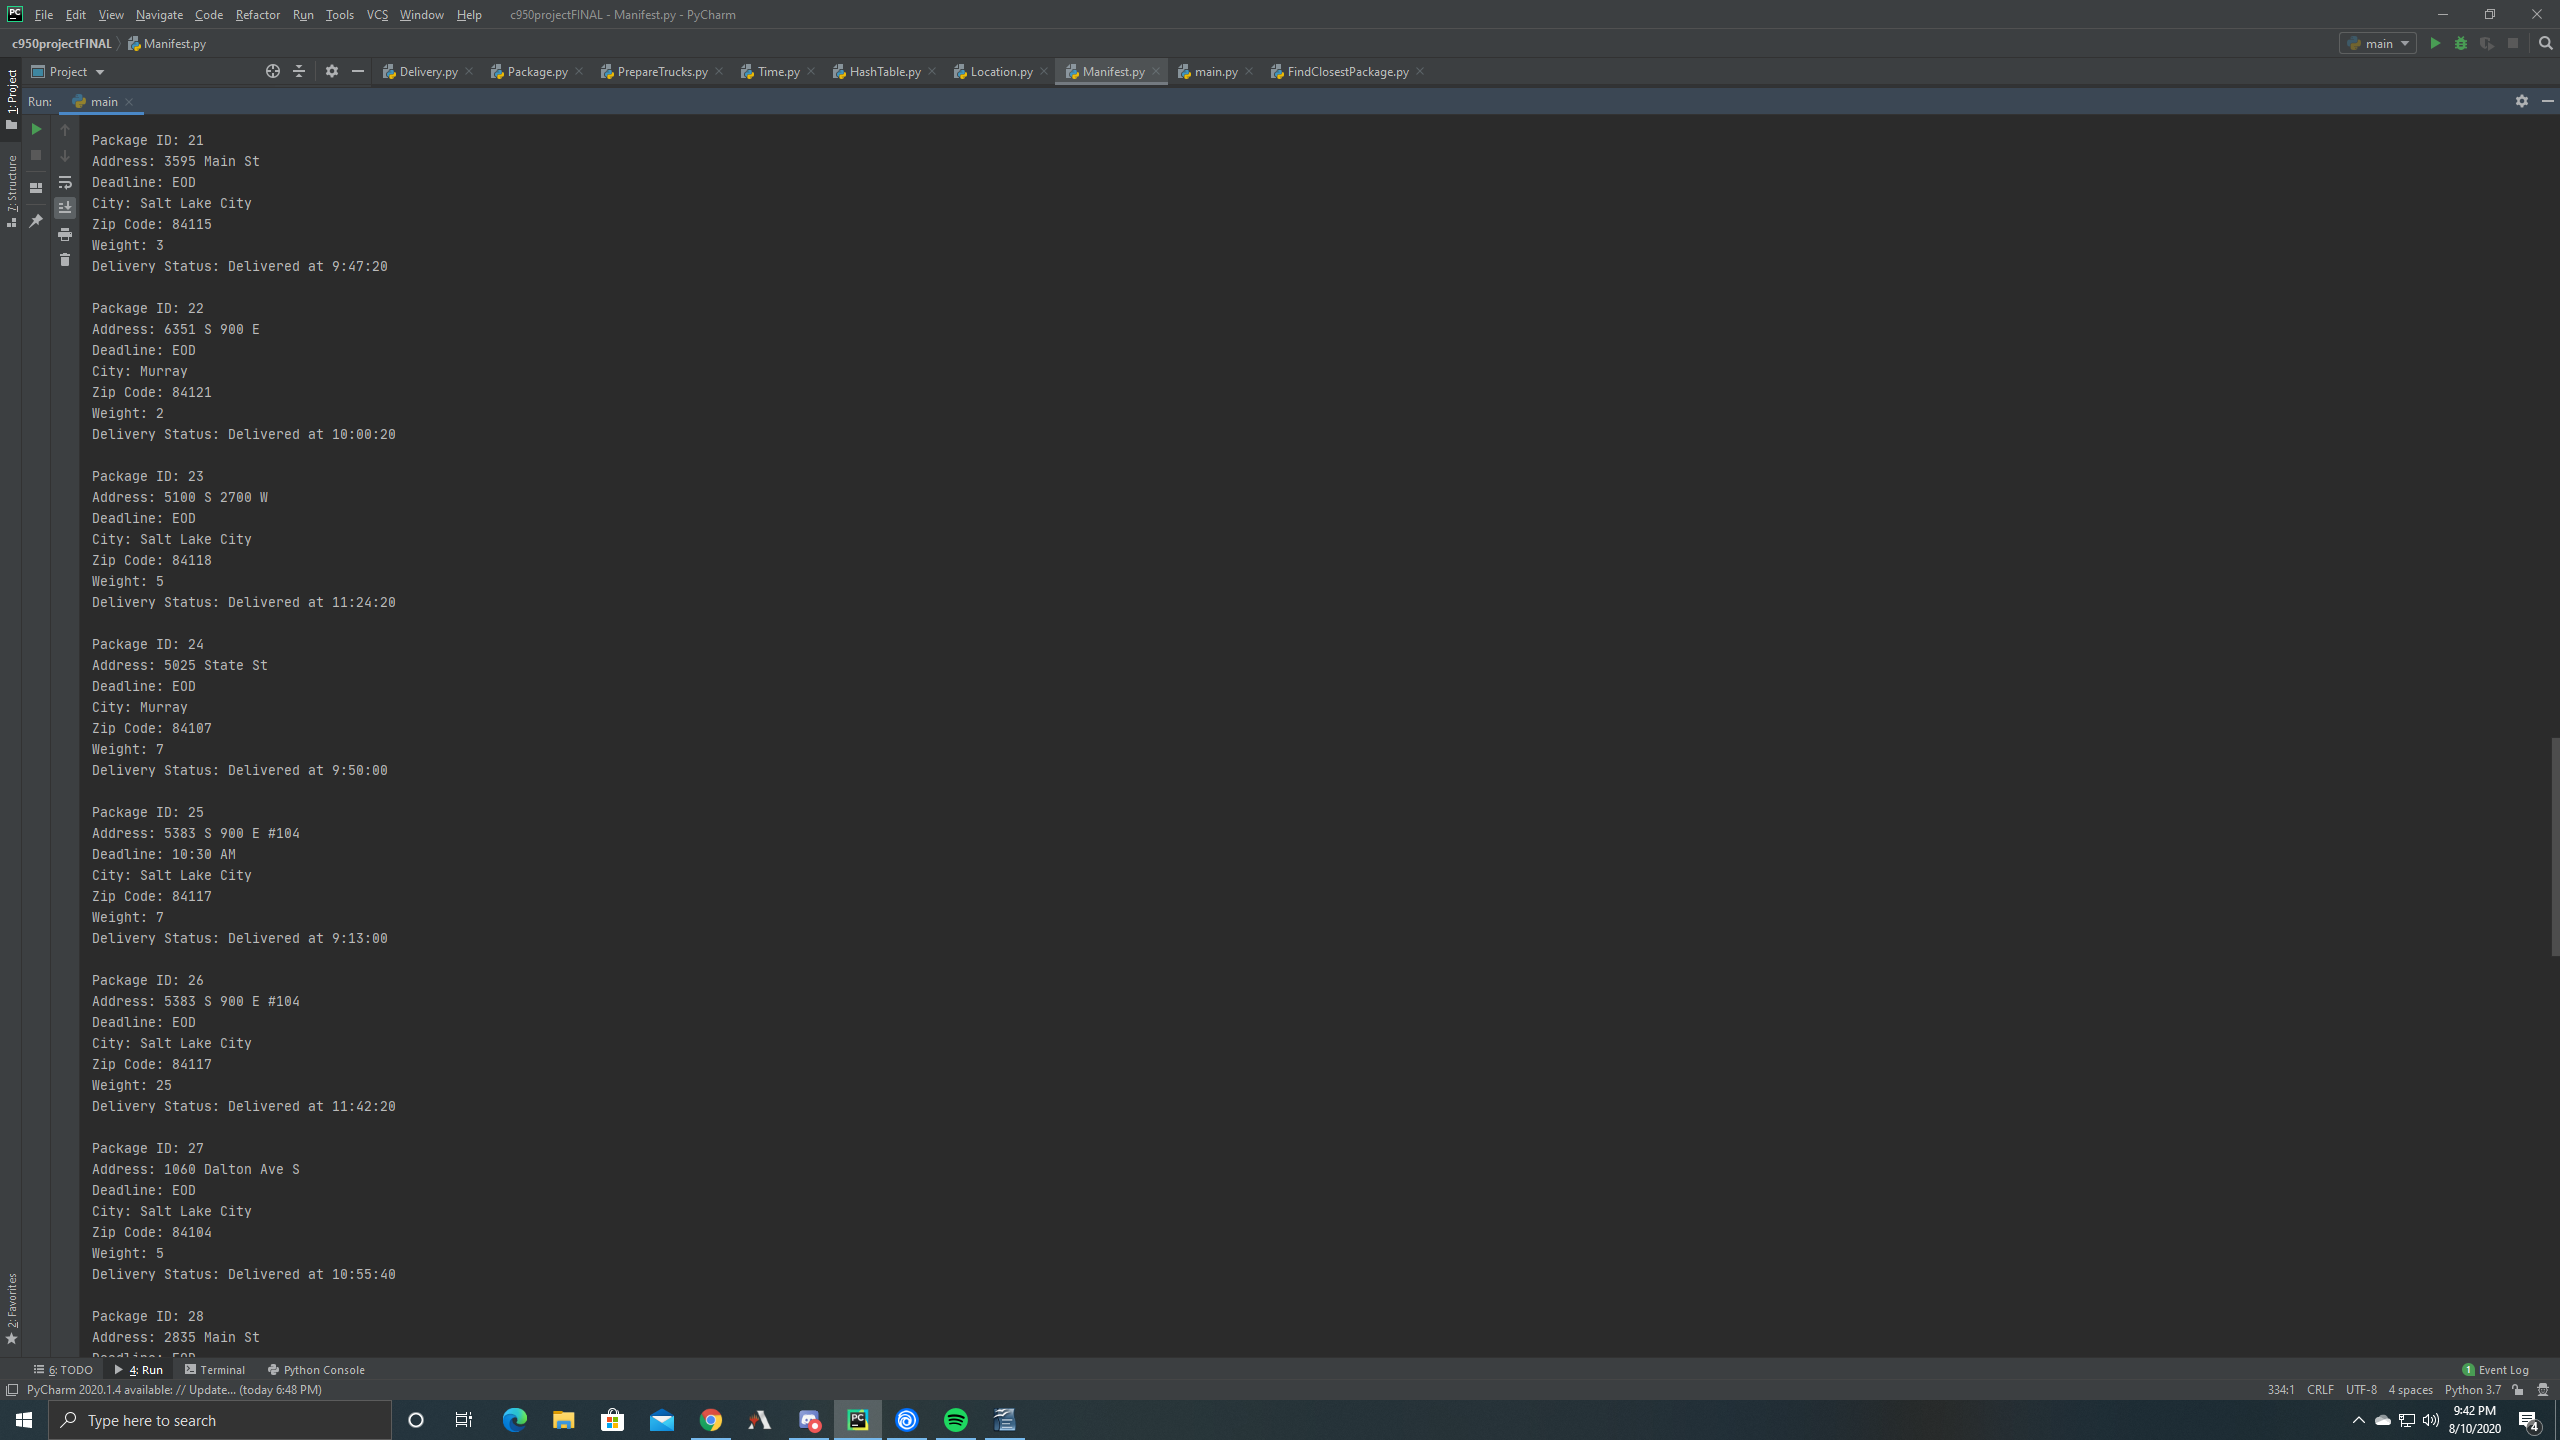 PC File Edit View Navigate Code Refactor Run Tools VCS Window Help c950projectFINAL - Manifest.py - PyCharm
c950projectFINAL Manifest.py main
Project Delivery.py Package.py PrepareTrucks.py Time.py HashTable.py Location.py Manifest.py main.py FindClosestPackage.py
1: Project
Run: main
7: Structure
Package ID: 21
Address: 3595 Main St
Deadline: EOD
City: Salt Lake City
Zip Code: 84115
Weight: 3
Delivery Status: Delivered at 9:47:20
Package ID: 22
Address: 6351 S 900 E
Deadline: EOD
City: Murray
Zip Code: 84121
Weight: 2
Delivery Status: Delivered at 10:00:20
Package ID: 23
Address: 5100 S 2700 W
Deadline: EOD
City: Salt Lake City
Zip Code: 84118
Weight: 5
Delivery Status: Delivered at 11:24:20
Package ID: 24
Address: 5025 State St
Deadline: EOD
City: Murray
Zip Code: 84107
Weight: 7
Delivery Status: Delivered at 9:50:00
Package ID: 25
Address: 5383 S 900 E #104
Deadline: 10:30 AM
City: Salt Lake City
Zip Code: 84117
Weight: 7
Delivery Status: Delivered at 9:13:00
Package ID: 26
Address: 5383 S 900 E #104
Deadline: EOD
City: Salt Lake City
Zip Code: 84117
Weight: 25
Delivery Status: Delivered at 11:42:20
Package ID: 27
Address: 1060 Dalton Ave S
Deadline: EOD
City: Salt Lake City
Zip Code: 84104
Weight: 5
Delivery Status: Delivered at 10:55:40
Package ID: 28
Address: 2835 Main St
Deadline: EOD
2: Favorites
6: TODO 4: Run Terminal Python Console 1 Event Log
PyCharm 2020.1.4 available: // Update... (today 6:48 PM) 334:1 CRLF UTF-8 4 spaces Python 3.7
Type here to search PC 9:42 PM
8/10/2020 4